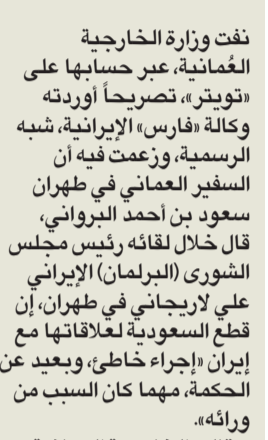 نفت وزارة الخارجية
العُمانية، عبر حسابها على
«تويتر»، تصريحاً أوردته
وكالة «فارس» الإيرانية، شبه
الرسمية، وزعمت فيه أن
السفير العماني في طهران
سعود بن أحمد البرواني،
قال خلال لقائه رئيس مجلس
الشورى (البرلمان) الإيراني
علي لاريجاني في طهران، إن
قطع السعودية لعلاقاتها مع
إيران «إجراء خاطئ، وبعيد عن
الحكمة، مهما كان السبب من
ورائه».